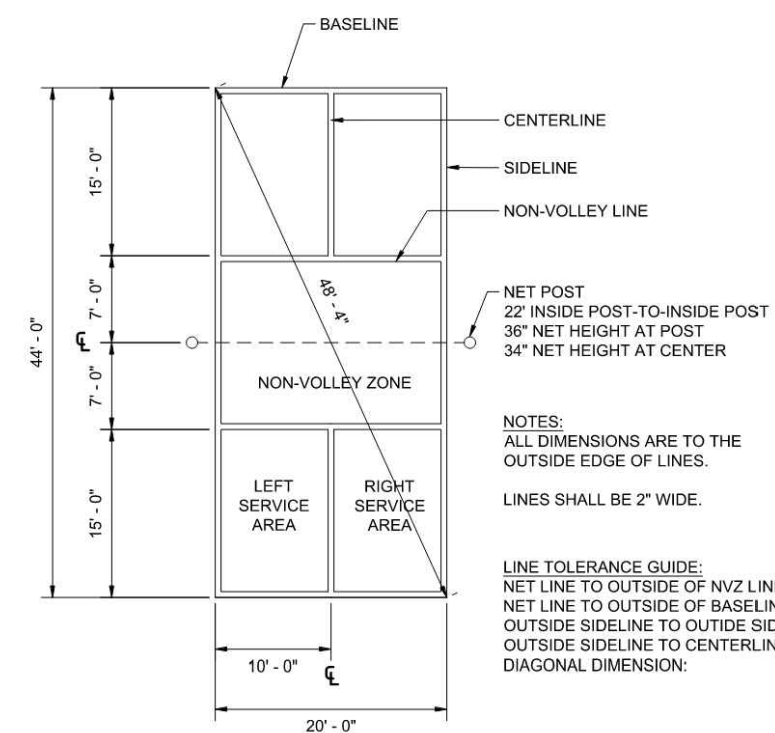 BASELINE
CENTERLINE
SIDELINE
NON-VOLLEY LINE
NET POST
22' INSIDE POST-TO-INSIDE POST
36" NET HEIGHT AT POST
34" NET HEIGHT AT CENTER
15' - 0"
7' - 0"
44' - 0"
7' - 0"
15' - 0"
48' - 4"
NON-VOLLEY ZONE
LEFT
SERVICE
AREA
RIGHT
SERVICE
AREA
NOTES:
ALL DIMENSIONS ARE TO THE
OUTSIDE EDGE OF LINES.
LINES SHALL BE 2" WIDE.
LINE TOLERANCE GUIDE:
NET LINE TO OUTSIDE OF NVZ LIN
NET LINE TO OUTSIDE OF BASELIN
OUTSIDE SIDELINE TO OUTIDE SID
OUTSIDE SIDELINE TO CENTERLIN
DIAGONAL DIMENSION:
10' - 0"
20' - 0"